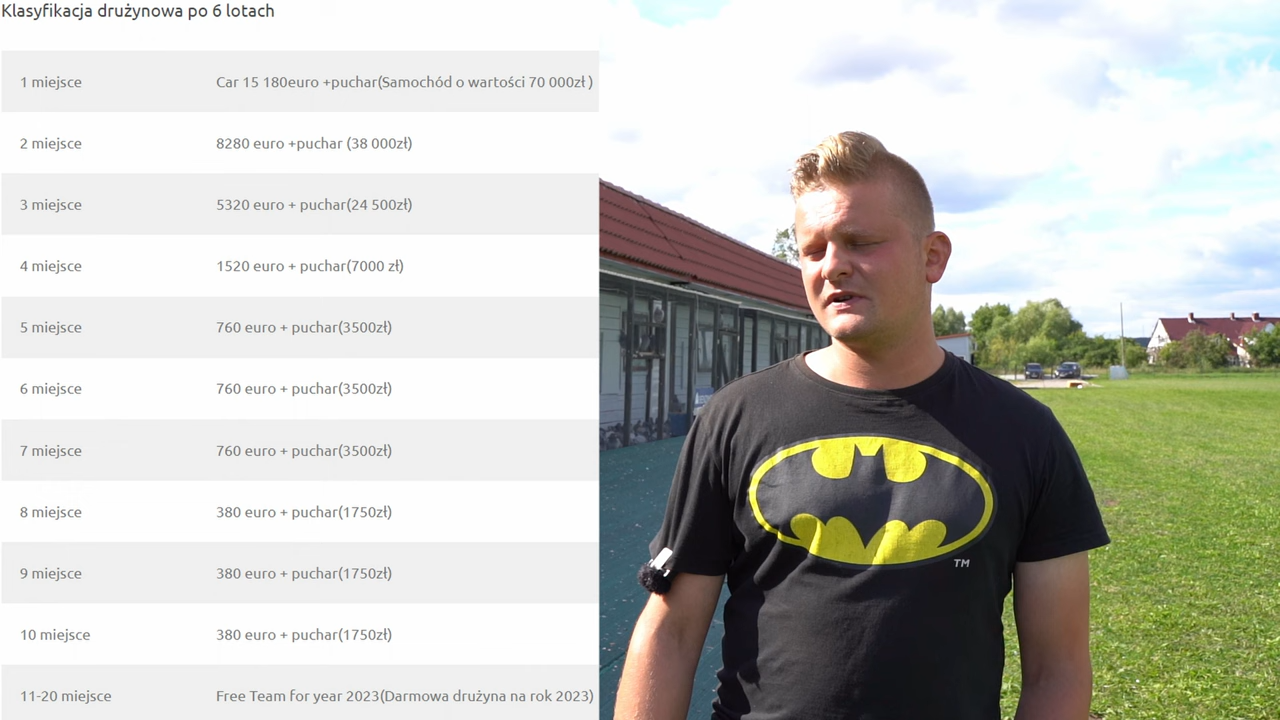 Klasyfikacja drużynowa po 6 lotach
1 miejsce Car 15 180euro +puchar(Samochód o wartości 70 000zł )
2 miejsce 8280 euro +puchar (38 000zł)
3 miejsce 5320 euro + puchar(24 500zł)
4 miejsce 1520 euro + puchar(7000 zł)
5 miejsce 760 euro + puchar(3500zł)
6 miejsce 760 euro + puchar(3500zł)
7 miejsce 760 euro + puchar(3500zł)
8 miejsce 380 euro + puchar(1750zł)
9 miejsce 380 euro + puchar(1750zł)
10 miejsce 380 euro + puchar(1750zł)
11-20 miejsce Free Team for year 2023(Darmowa drużyna na rok 2023)
TM